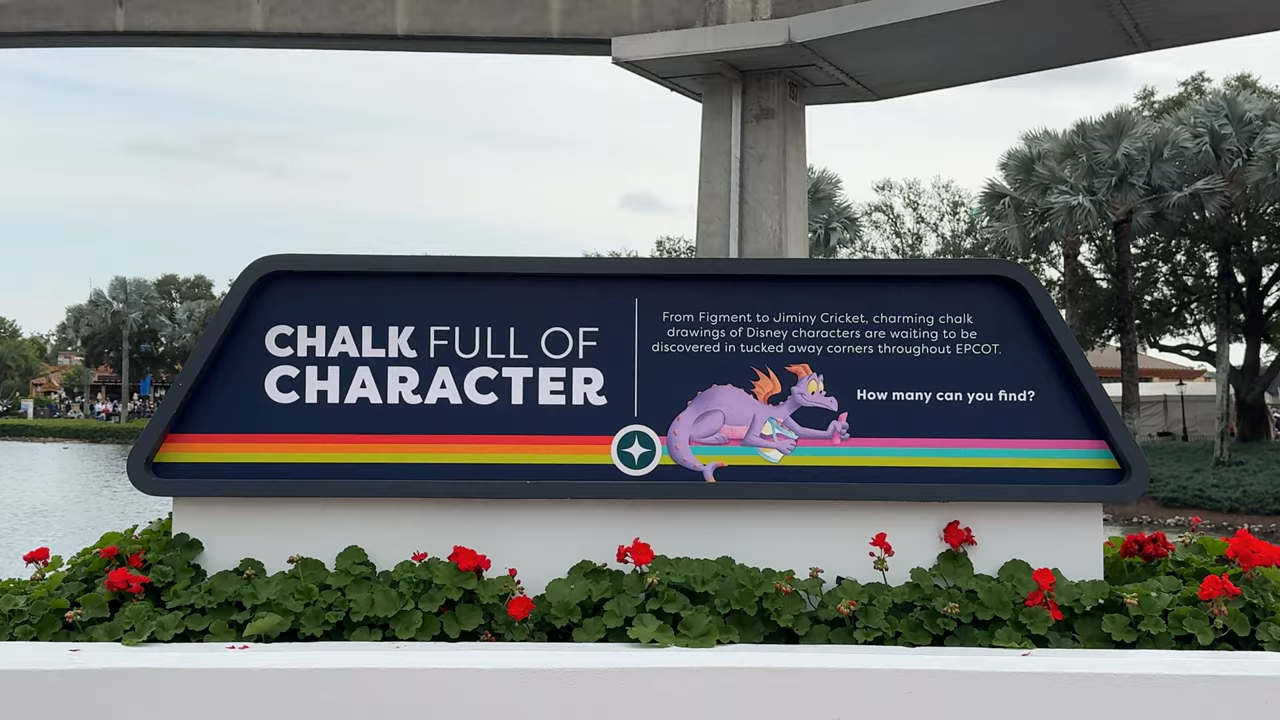 197
CHALK FULL OF
CHARACTER
From Figment to Jiminy Cricket, charming chalk
drawings of Disney characters are waiting to be
discovered in tucked away corners throughout EPCOT.
How many can you find?